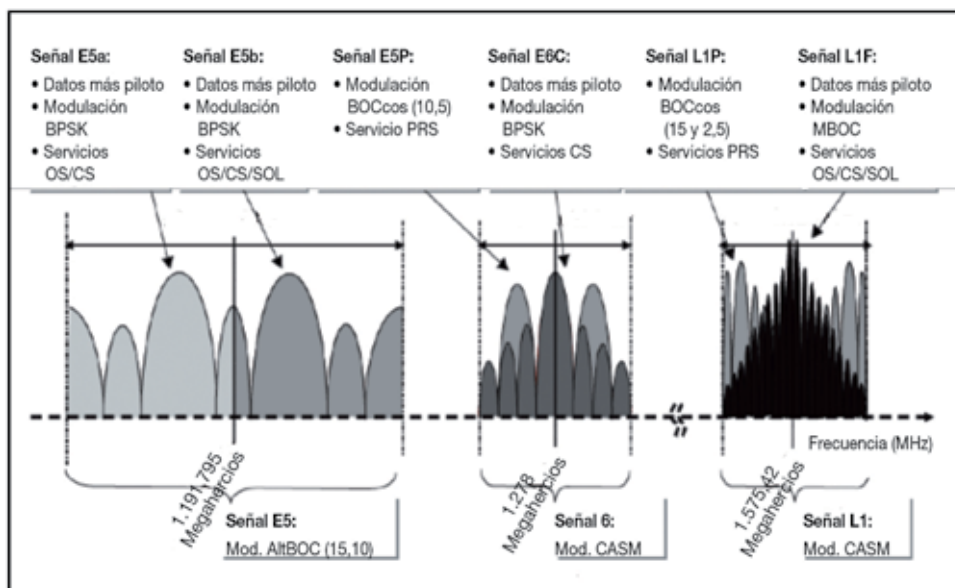 Señal E5a:
• Datos más piloto
• Modulación
BPSK
• Servicios
OS/CS
Señal E5b:
• Datos más piloto
• Modulación
BPSK
• Servicios
OS/CS/SOL
Señal E5P:
• Modulación
BOCcos (10,5)
• Servicio PRS
Señal E6C:
• Datos más piloto
• Modulación
BPSK
• Servicios CS
Señal L1P:
• Modulación
BOCcos
(15 y 2,5)
• Servicios PRS
Señal L1F:
• Datos más piloto
• Modulación
MBOC
• Servicios
OS/CS/SOL
Frecuencia (MHz)
1.191,795
Megahercios
1.278
Megahercios
1.575,42
Megahercios
Señal E5:
Mod. AltBOC (15,10)
Señal 6:
Mod. CASM
Señal L1:
Mod. CASM